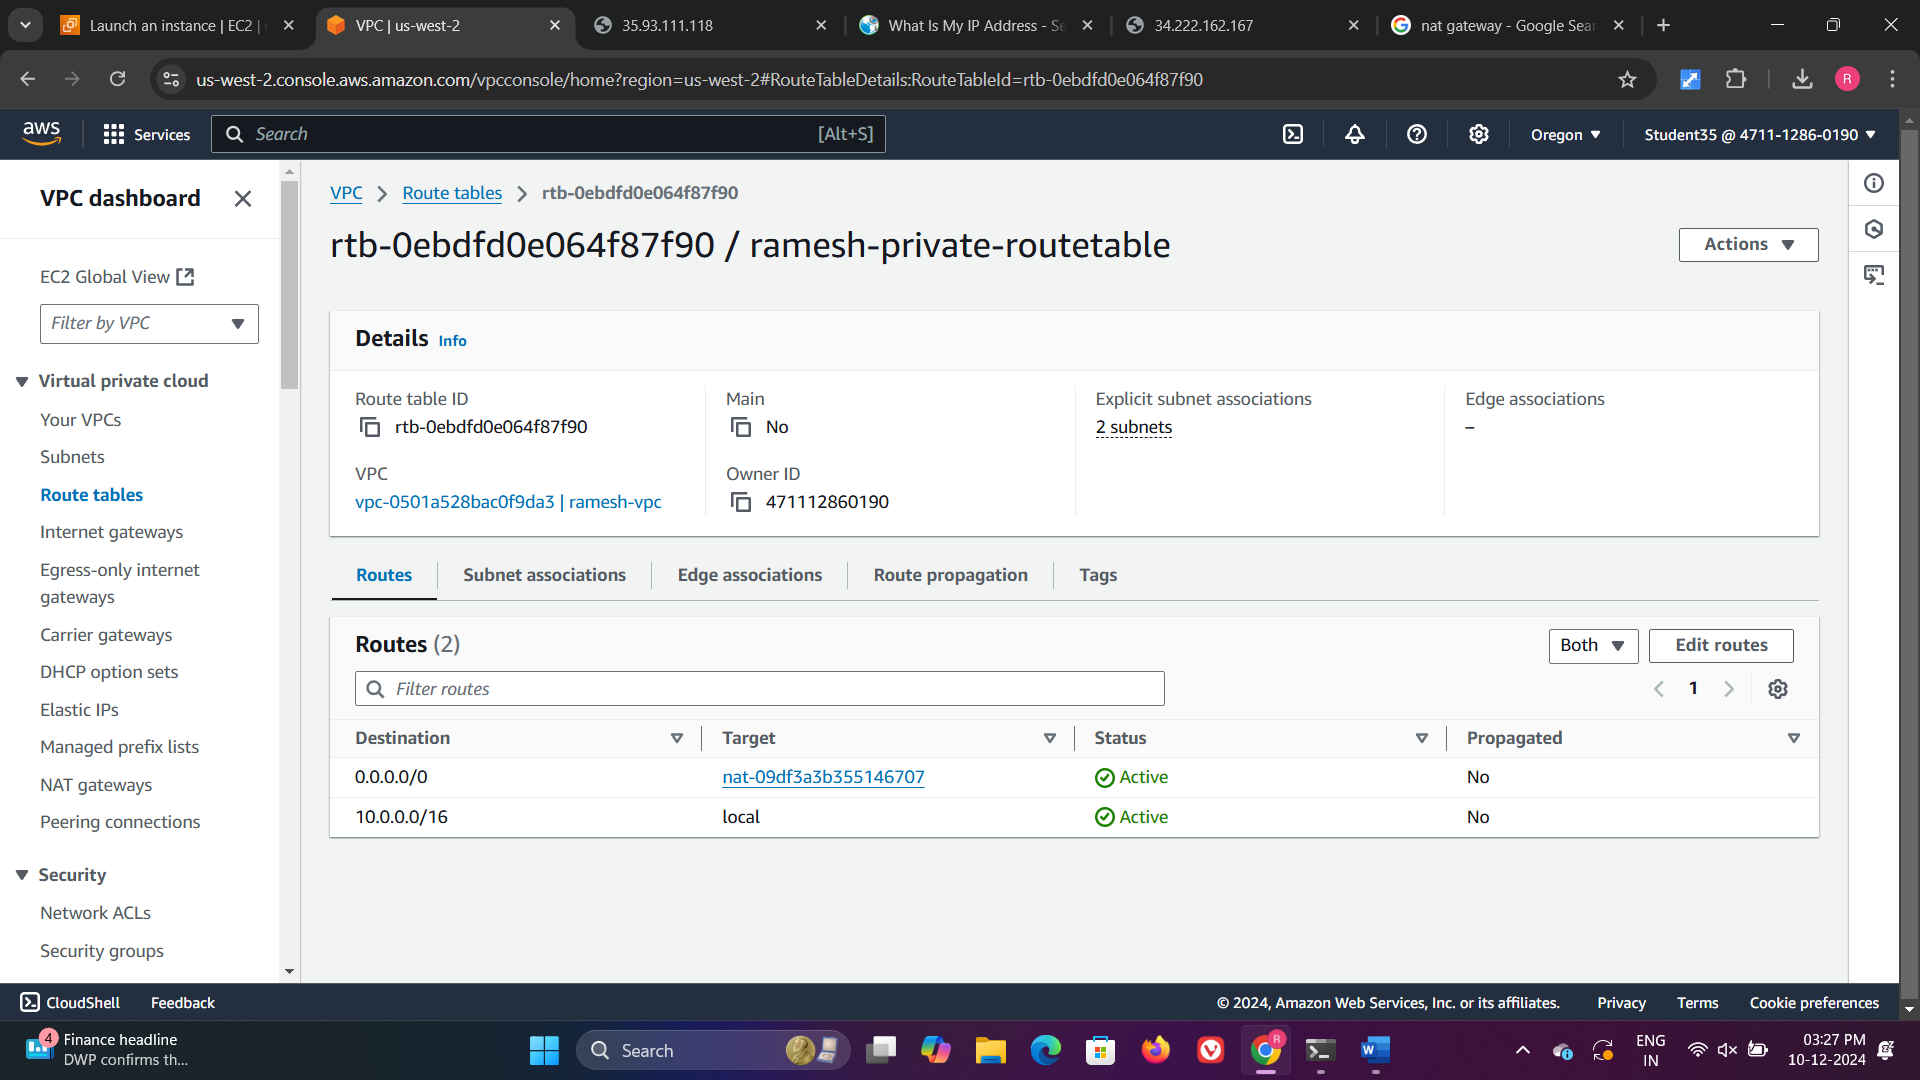 Launch an instance | EC2 |
VPC | us-west-2
35.93.111.118
What Is My IP Address - Se
34.222.162.167
nat gateway - Google Sear
us-west-2.console.aws.amazon.com/vpcconsole/home?region=us-west-2#RouteTableDetails:RouteTableId=rtb-0ebdfd0e064f87f90
R
aws
Services
Search
[Alt+S]
Oregon
Student35 @ 4711-1286-0190
VPC dashboard
EC2 Global View
Filter by VPC
Virtual private cloud
Your VPCs
Subnets
Route tables
Internet gateways
Egress-only internet
gateways
Carrier gateways
DHCP option sets
Elastic IPs
Managed prefix lists
NAT gateways
Peering connections
Security
Network ACLs
Security groups
VPC
Route tables
rtb-0ebdfd0e064f87f90
rtb-0ebdfd0e064f87f90 / ramesh-private-routetable
Actions
Details Info
Route table ID
rtb-0ebdfd0e064f87f90
Main
No
Explicit subnet associations
2 subnets
Edge associations
–
VPC
vpc-0501a528bac0f9da3 | ramesh-vpc
Owner ID
471112860190
Routes
Subnet associations
Edge associations
Route propagation
Tags
Routes (2)
Both
Edit routes
Filter routes
1
Destination Target Status Propagated
0.0.0.0/0 nat-09df3a3b355146707 Active No
10.0.0.0/16 local Active No
CloudShell
Feedback
© 2024, Amazon Web Services, Inc. or its affiliates.
Privacy
Terms
Cookie preferences
4
Finance headline
DWP confirms th...
Search
R
ENG
IN
03:27 PM
10-12-2024